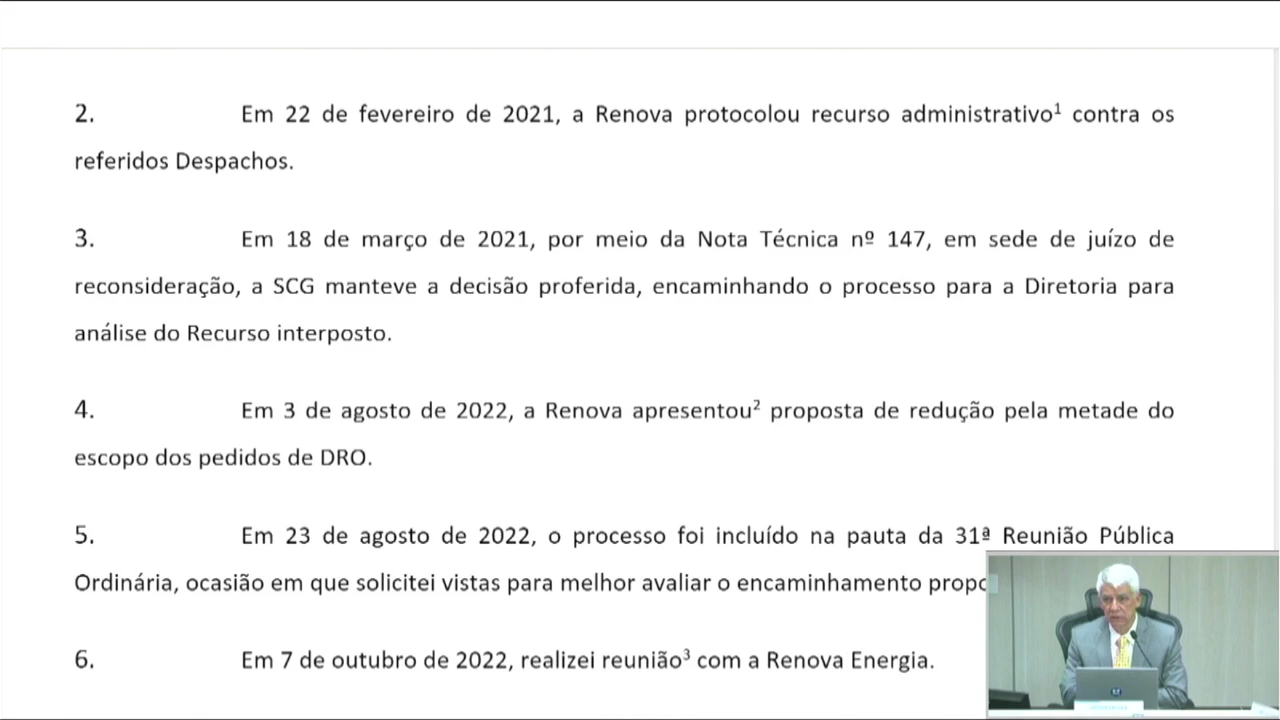 2. Em 22 de fevereiro de 2021, a Renova protocolou recurso administrativo¹ contra os
referidos Despachos.
3. Em 18 de março de 2021, por meio da Nota Técnica nº 147, em sede de juízo de
reconsideração, a SCG manteve a decisão proferida, encaminhando o processo para a Diretoria para
análise do Recurso interposto.
4. Em 3 de agosto de 2022, a Renova apresentou² proposta de redução pela metade do
escopo dos pedidos de DRO.
5. Em 23 de agosto de 2022, o processo foi incluído na pauta da 31ª Reunião Pública
Ordinária, ocasião em que solicitei vistas para melhor avaliar o encaminhamento propo
6. Em 7 de outubro de 2022, realizei reunião³ com a Renova Energia.